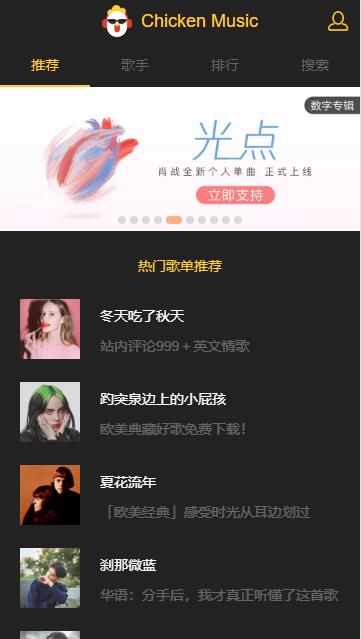 Chicken Music
推荐
歌手
排行
搜索
数字专辑
光点
肖战全新个人单曲 正式上线
立即支持
热门歌单推荐
冬天吃了秋天
站内评论999＋英文情歌
趵突泉边上的小屁孩
欧美典藏好歌免费下载！
夏花流年
「欧美经典」感受时光从耳边划过
刹那微蓝
华语：分手后，我才真正听懂了这首歌